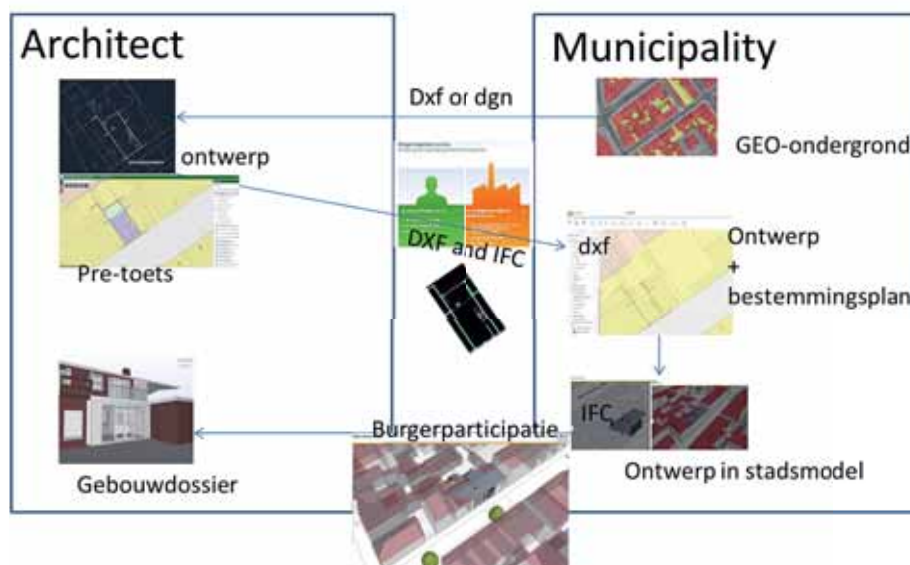 Architect
Municipality
Dxf or dgn
ontwerp
GEO-ondergrond
Pre-toets
DXF and IFC
dxf
Ontwerp
+
bestemmingsplan
IFC
Burgerparticipatie
Gebouwdossier
Ontwerp in stadsmodel